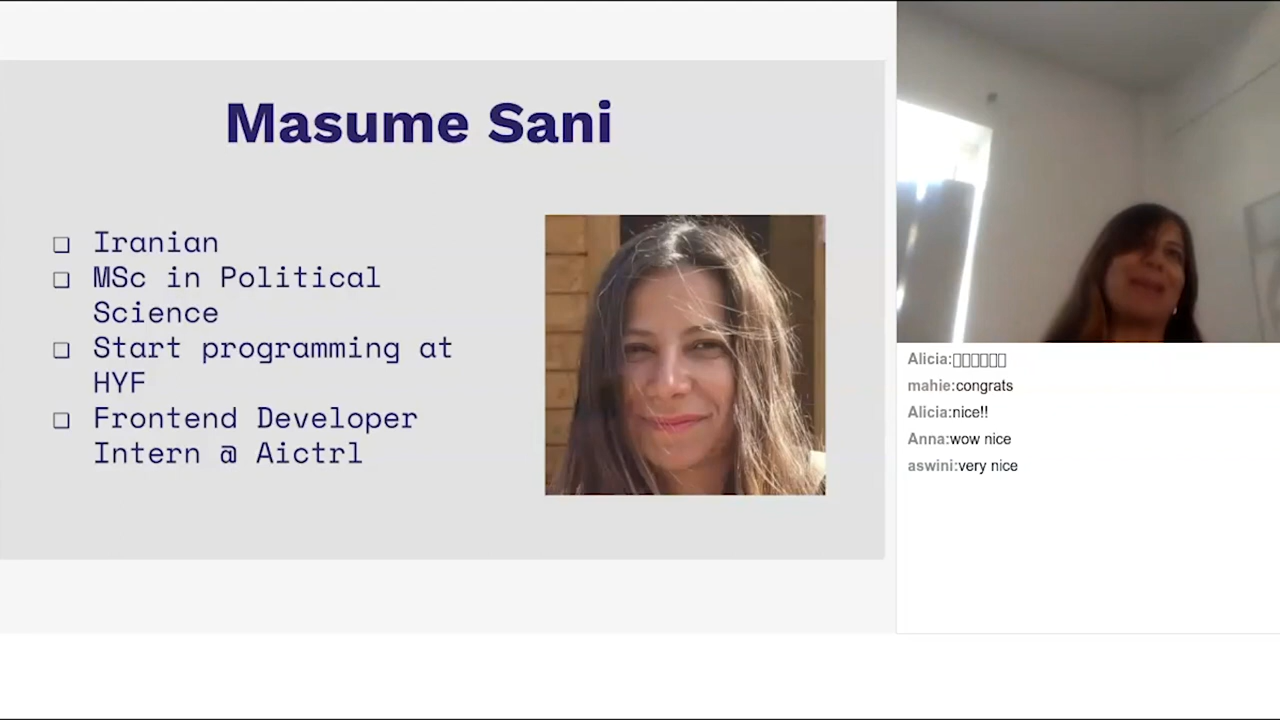 Masume Sani
❑ Iranian
❑ MSc in Political
Science
❑ Start programming at
HYF
❑ Frontend Developer
Intern @ Aictrl
Alicia:▯▯▯▯▯▯
mahie:congrats
Alicia:nice!!
Anna:wow nice
aswini:very nice